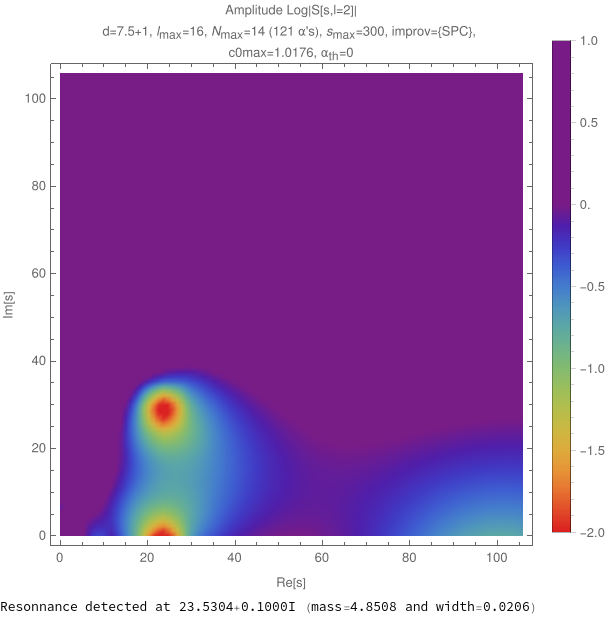 Amplitude Log|S[s,l=2]|
d=7.5+1, lmax=16, Nmax=14 (121 α's), smax=300, improv={SPC},
c0max=1.0176, αth=0
1.0
0.5
0.
−0.5
−1.0
−1.5
−2.0
100
80
60
40
20
0
Im[s]
0 20 40 60 80 100
Re[s]
Resonnance detected at 23.5304+0.1000I (mass=4.8508 and width=0.0206)